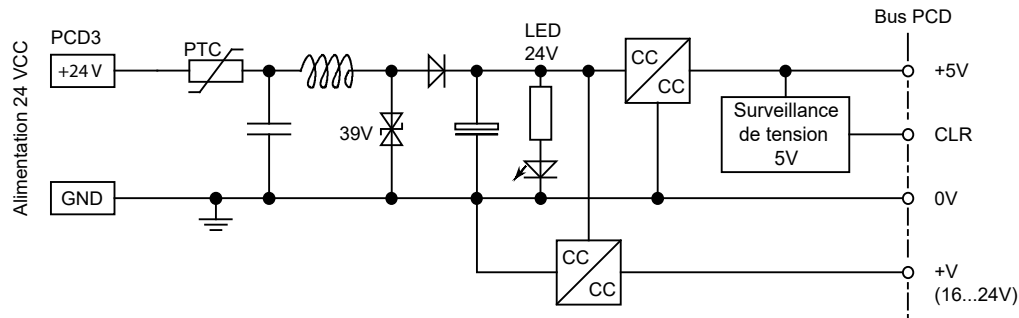 Bus PCD
LED
24V
PCD3
PTC
+24 V
CC
CC
+5V
Alimentation 24 VCC
39V
Surveillance
de tension
5V
CLR
GND
0V
CC
CC
+V
(16...24V)